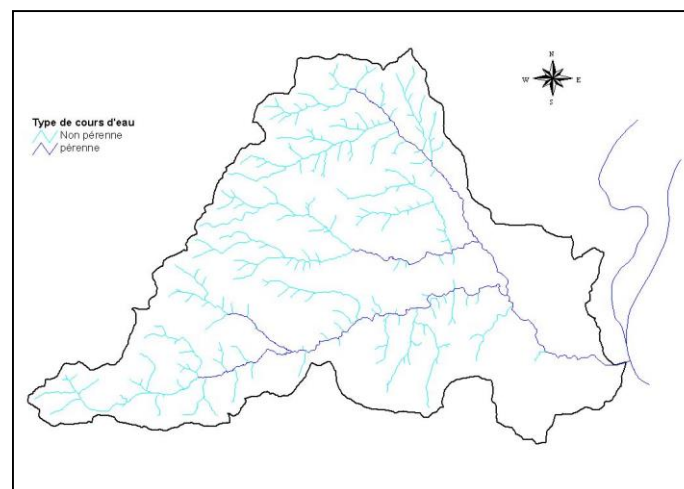 N
W E
S
Type de cours d'eau
Non pérenne
pérenne